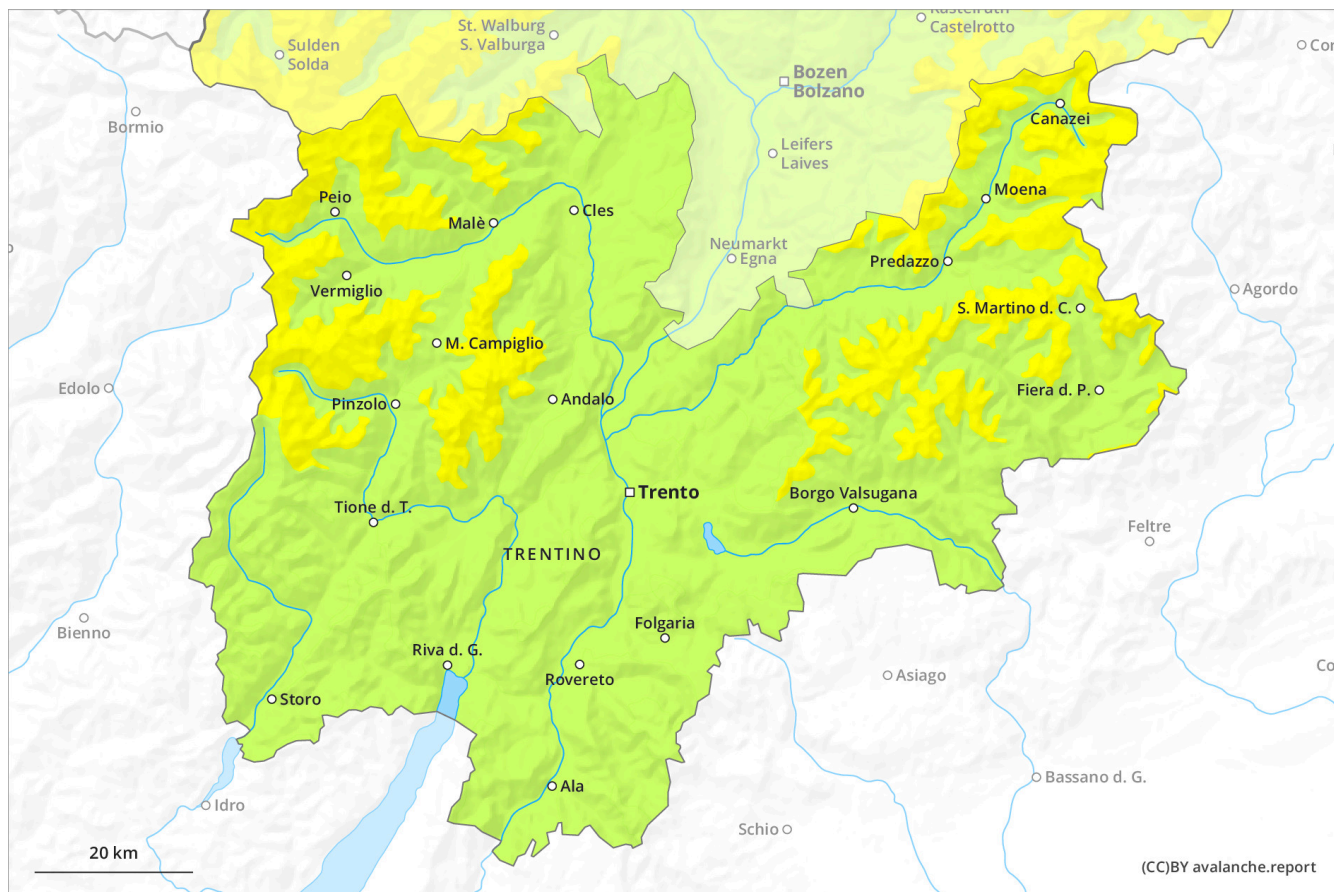 Kastelruth
Castelrotto
St. Walburg
S. Valburga
Sulden
Solda
Bozen
Bolzano
Bormio
Canazei
Leifers
Laives
Peio
Moena
Malè
Cles
Neumarkt
Egna
Predazzo
Vermiglio
Agordo
S. Martino d. C.
M. Campiglio
Edolo
Pinzolo
Andalo
Fiera d. P.
Trento
Borgo Valsugana
Tione d. T.
Feltre
TRENTINO
Bienno
Folgaria
Riva d. G.
Rovereto
Asiago
Storo
Bassano d. G.
Ala
Idro
Schio
20 km
(CC)BY avalanche.report